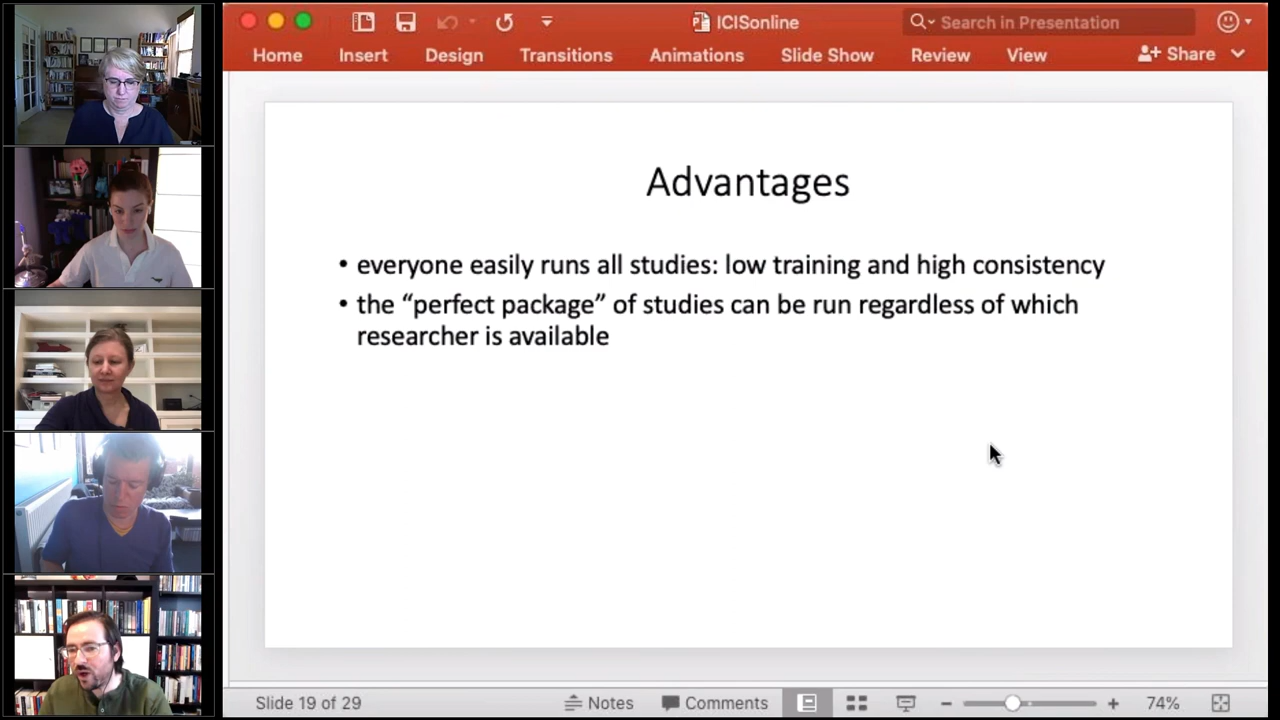 ICISonline
Search in Presentation
Home Insert Design Transitions Animations Slide Show Review View Share
Advantages
• everyone easily runs all studies: low training and high consistency
• the “perfect package” of studies can be run regardless of which
researcher is available
Slide 19 of 29 Notes Comments 74%